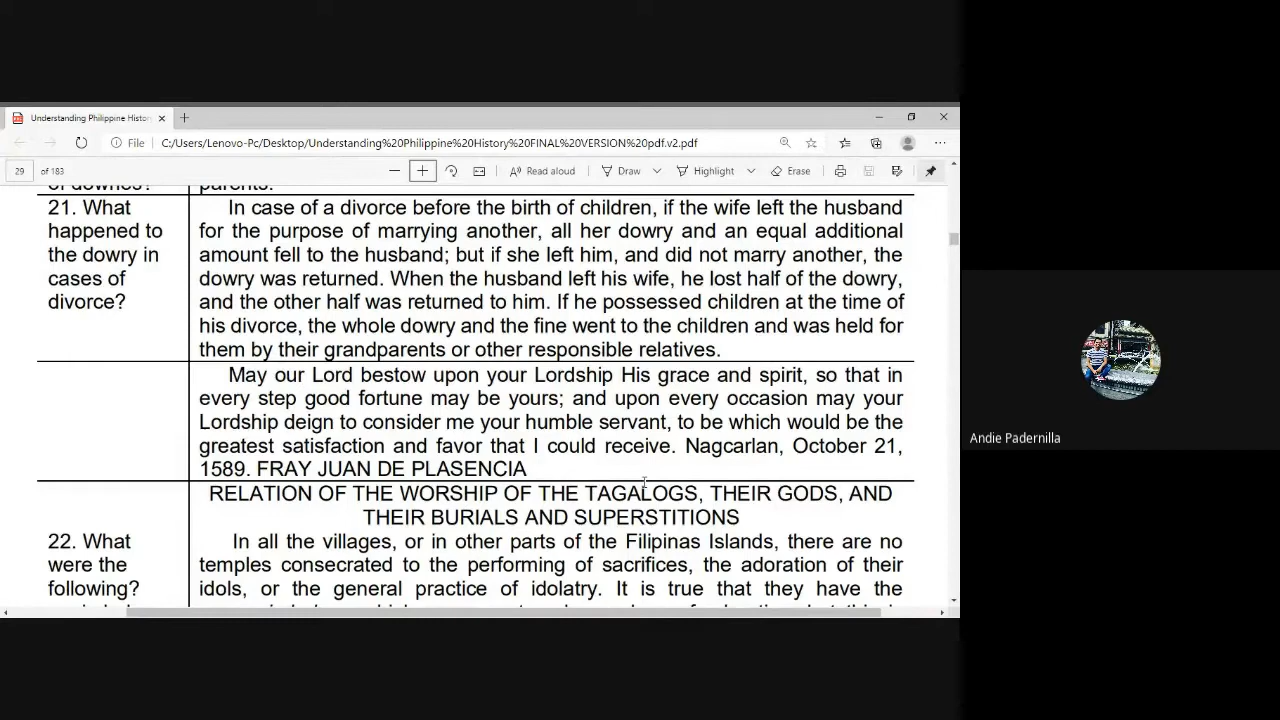 Understanding Philippine History
File C:/Users/Lenovo-Pc/Desktop/Understanding%20Philippine%20History%20FINAL%20VERSION%20pdf.v2.pdf
29 of 183 Read aloud Draw Highlight Erase
of dowries? parents.
21. What
happened to
the dowry in
cases of
divorce?
In case of a divorce before the birth of children, if the wife left the husband
for the purpose of marrying another, all her dowry and an equal additional
amount fell to the husband; but if she left him, and did not marry another, the
dowry was returned. When the husband left his wife, he lost half of the dowry,
and the other half was returned to him. If he possessed children at the time of
his divorce, the whole dowry and the fine went to the children and was held for
them by their grandparents or other responsible relatives.
May our Lord bestow upon your Lordship His grace and spirit, so that in
every step good fortune may be yours; and upon every occasion may your
Lordship deign to consider me your humble servant, to be which would be the
greatest satisfaction and favor that I could receive. Nagcarlan, October 21,
1589. FRAY JUAN DE PLASENCIA
RELATION OF THE WORSHIP OF THE TAGALOGS, THEIR GODS, AND
THEIR BURIALS AND SUPERSTITIONS
22. What
were the
following?
In all the villages, or in other parts of the Filipinas Islands, there are no
temples consecrated to the performing of sacrifices, the adoration of their
idols, or the general practice of idolatry. It is true that they have the
Andie Padernilla